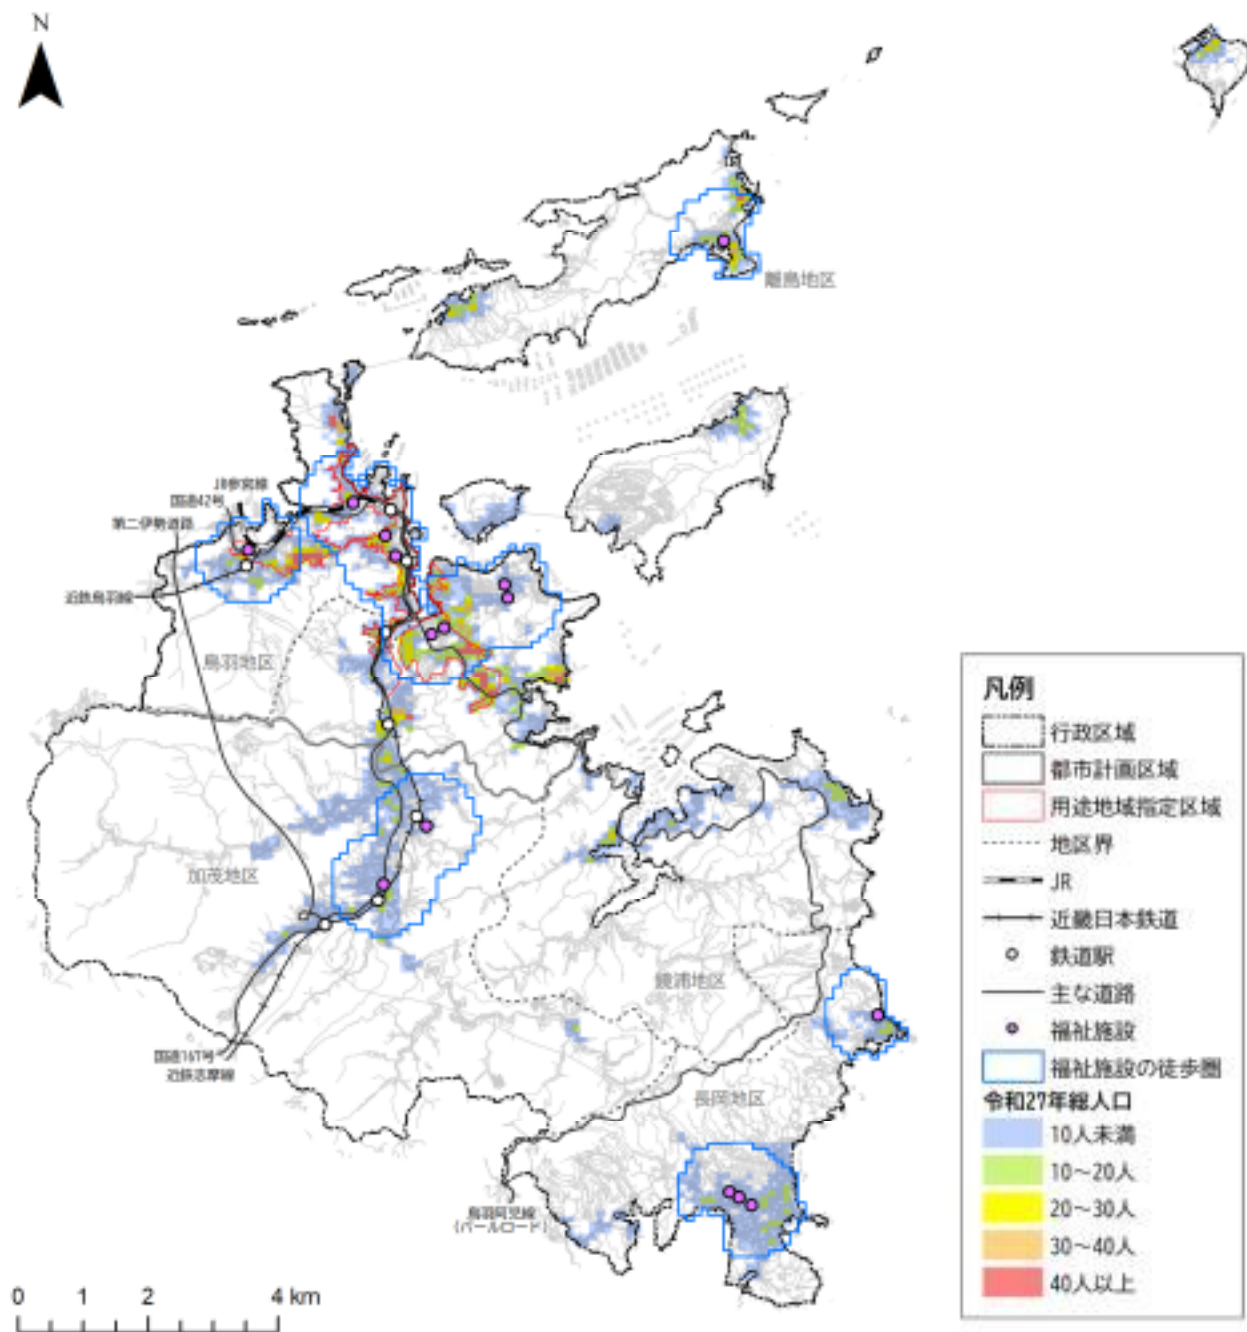 N
離島地区
JR参宮線
国道42号
第二伊勢道路
近鉄鳥羽線
鳥羽地区
加茂地区
鏡浦地区
国道167号
近鉄志摩線
長岡地区
鳥羽阿児線
(パールロード)
凡例
行政区域
都市計画区域
用途地域指定区域
地区界
JR
近畿日本鉄道
鉄道駅
主な道路
福祉施設
福祉施設の徒歩圏
令和27年総人口
10人未満
10~20人
20~30人
30~40人
40人以上
0 1 2 4 km